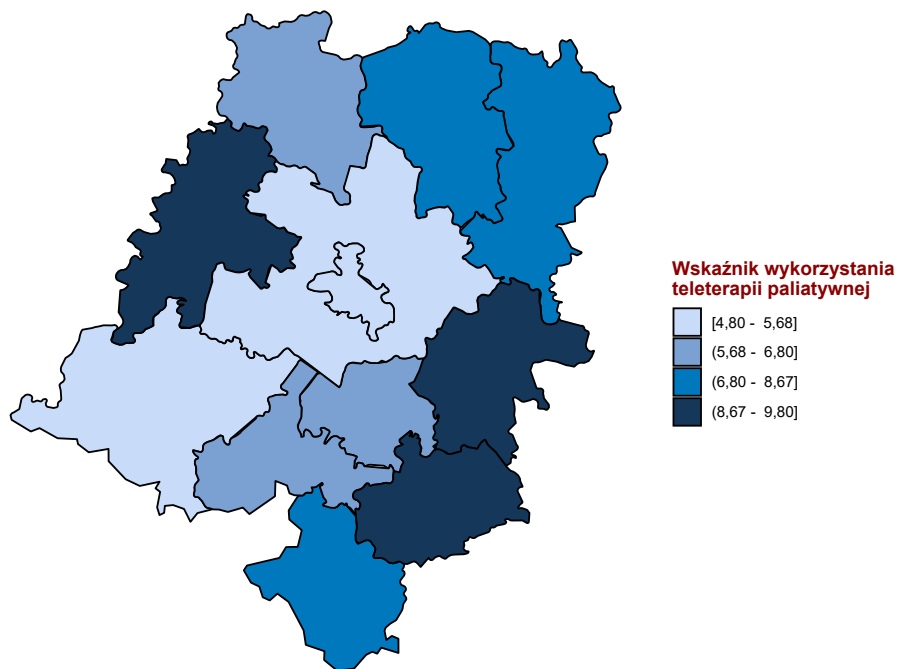 Wskaźnik wykorzystania
teleterapii paliatywnej
[4,80 - 5,68]
(5,68 - 6,80]
(6,80 - 8,67]
(8,67 - 9,80]